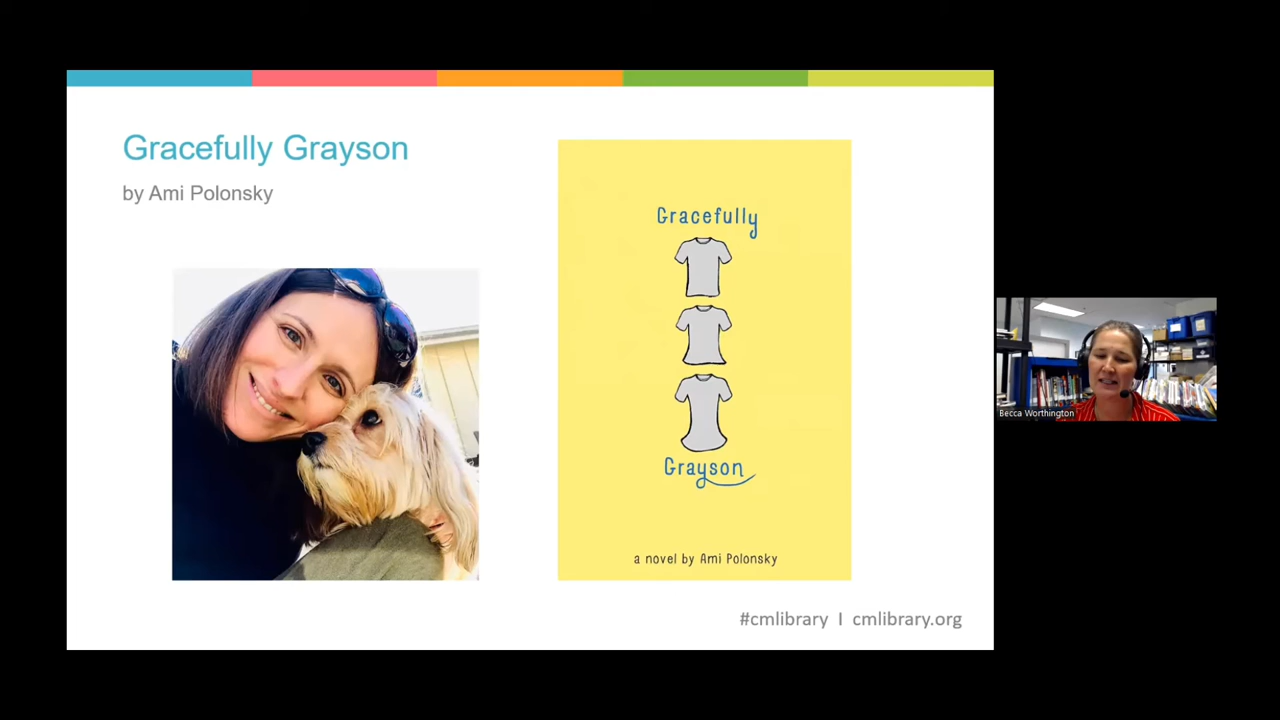 Gracefully Grayson
by Ami Polonsky
Gracefully
Grayson
a novel by Ami Polonsky
#cmlibrary I cmlibrary.org
Becca Worthington